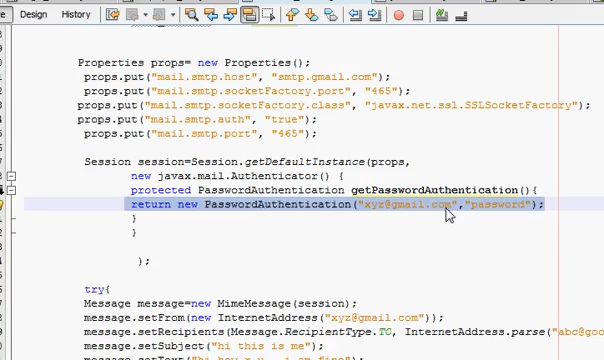 Design History
Properties props= new Properties();
props.put("mail.smtp.host", "smtp.gmail.com");
props.put("mail.smtp.socketFactory.port", "465");
props.put("mail.smtp.socketFactory.class", "javax.net.ssl.SSLSocketFactory");
props.put("mail.smtp.auth", "true");
props.put("mail.smtp.port", "465");
Session session=Session.getDefaultInstance(props,
new javax.mail.Authenticator() {
protected PasswordAuthentication getPasswordAuthentication(){
return new PasswordAuthentication("xyz@gmail.com","password");
}
}
};
try{
Message message=new MimeMessage(session);
message.setFrom(new InternetAddress("xyz@gmail.com"));
message.setRecipients(Message.RecipientType.TC, InternetAddress.parse("abc@goo
message.setSubject("hi this is me");